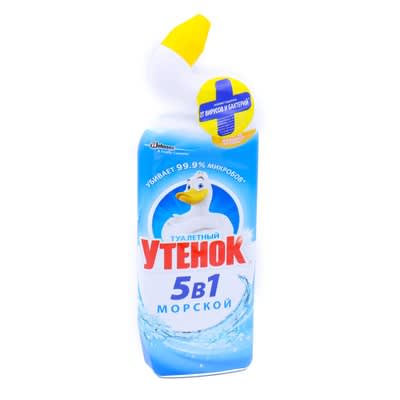 ОТ ВИРУСОВ И БАКТЕРИЙ
УБИВАЕТ 99.9% МИКРОБОВ*
ТУАЛЕТНЫЙ
УТЕНОК
5в1
МОРСКОЙ